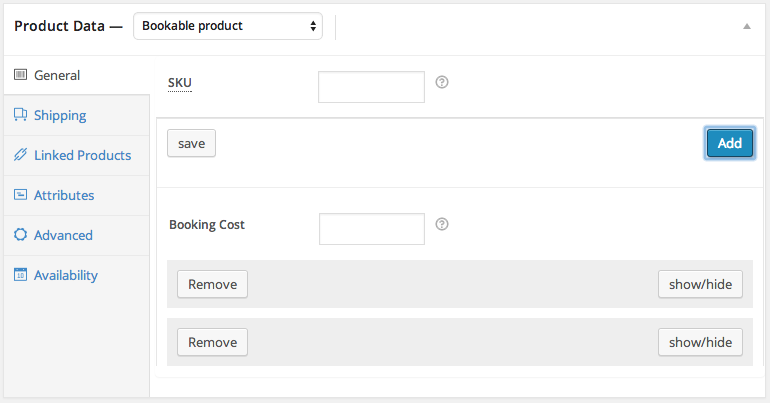 Product Data — Bookable product
General
Shipping
Linked Products
Attributes
Advanced
Availability
SKU
save Add
Booking Cost
Remove show/hide
Remove show/hide